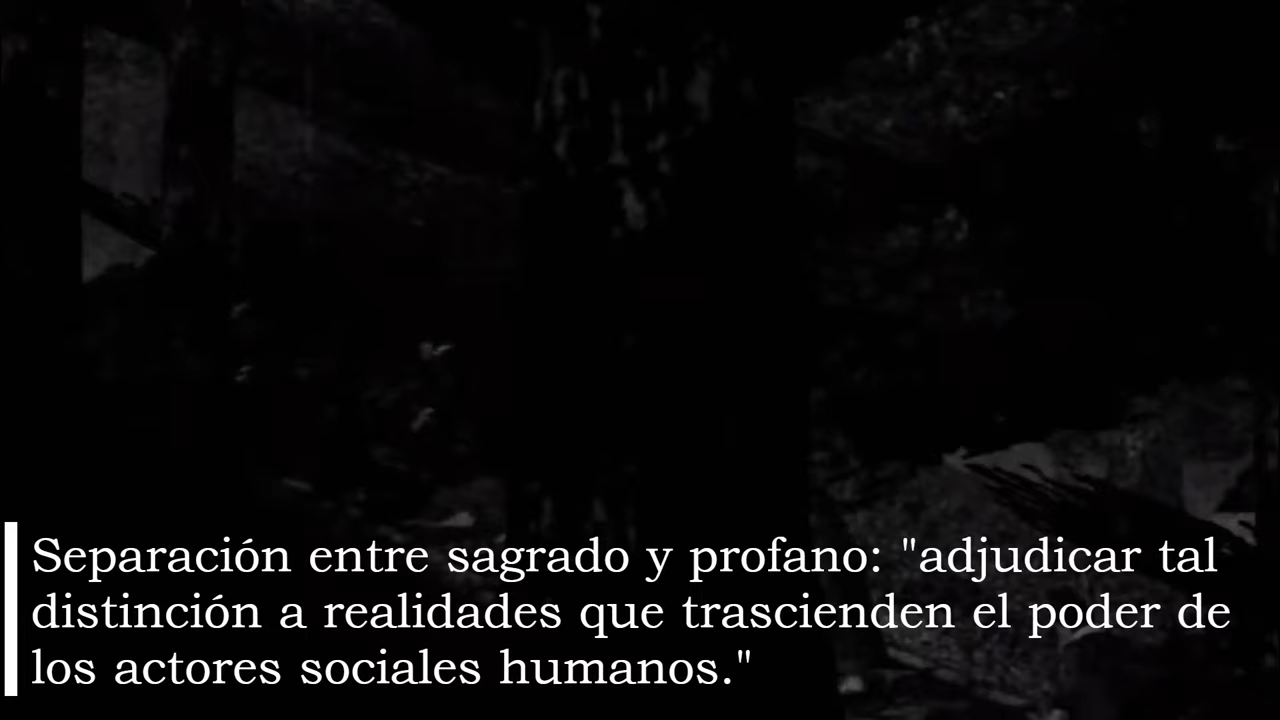 Separación entre sagrado y profano: "adjudicar tal
distinción a realidades que trascienden el poder de
los actores sociales humanos."